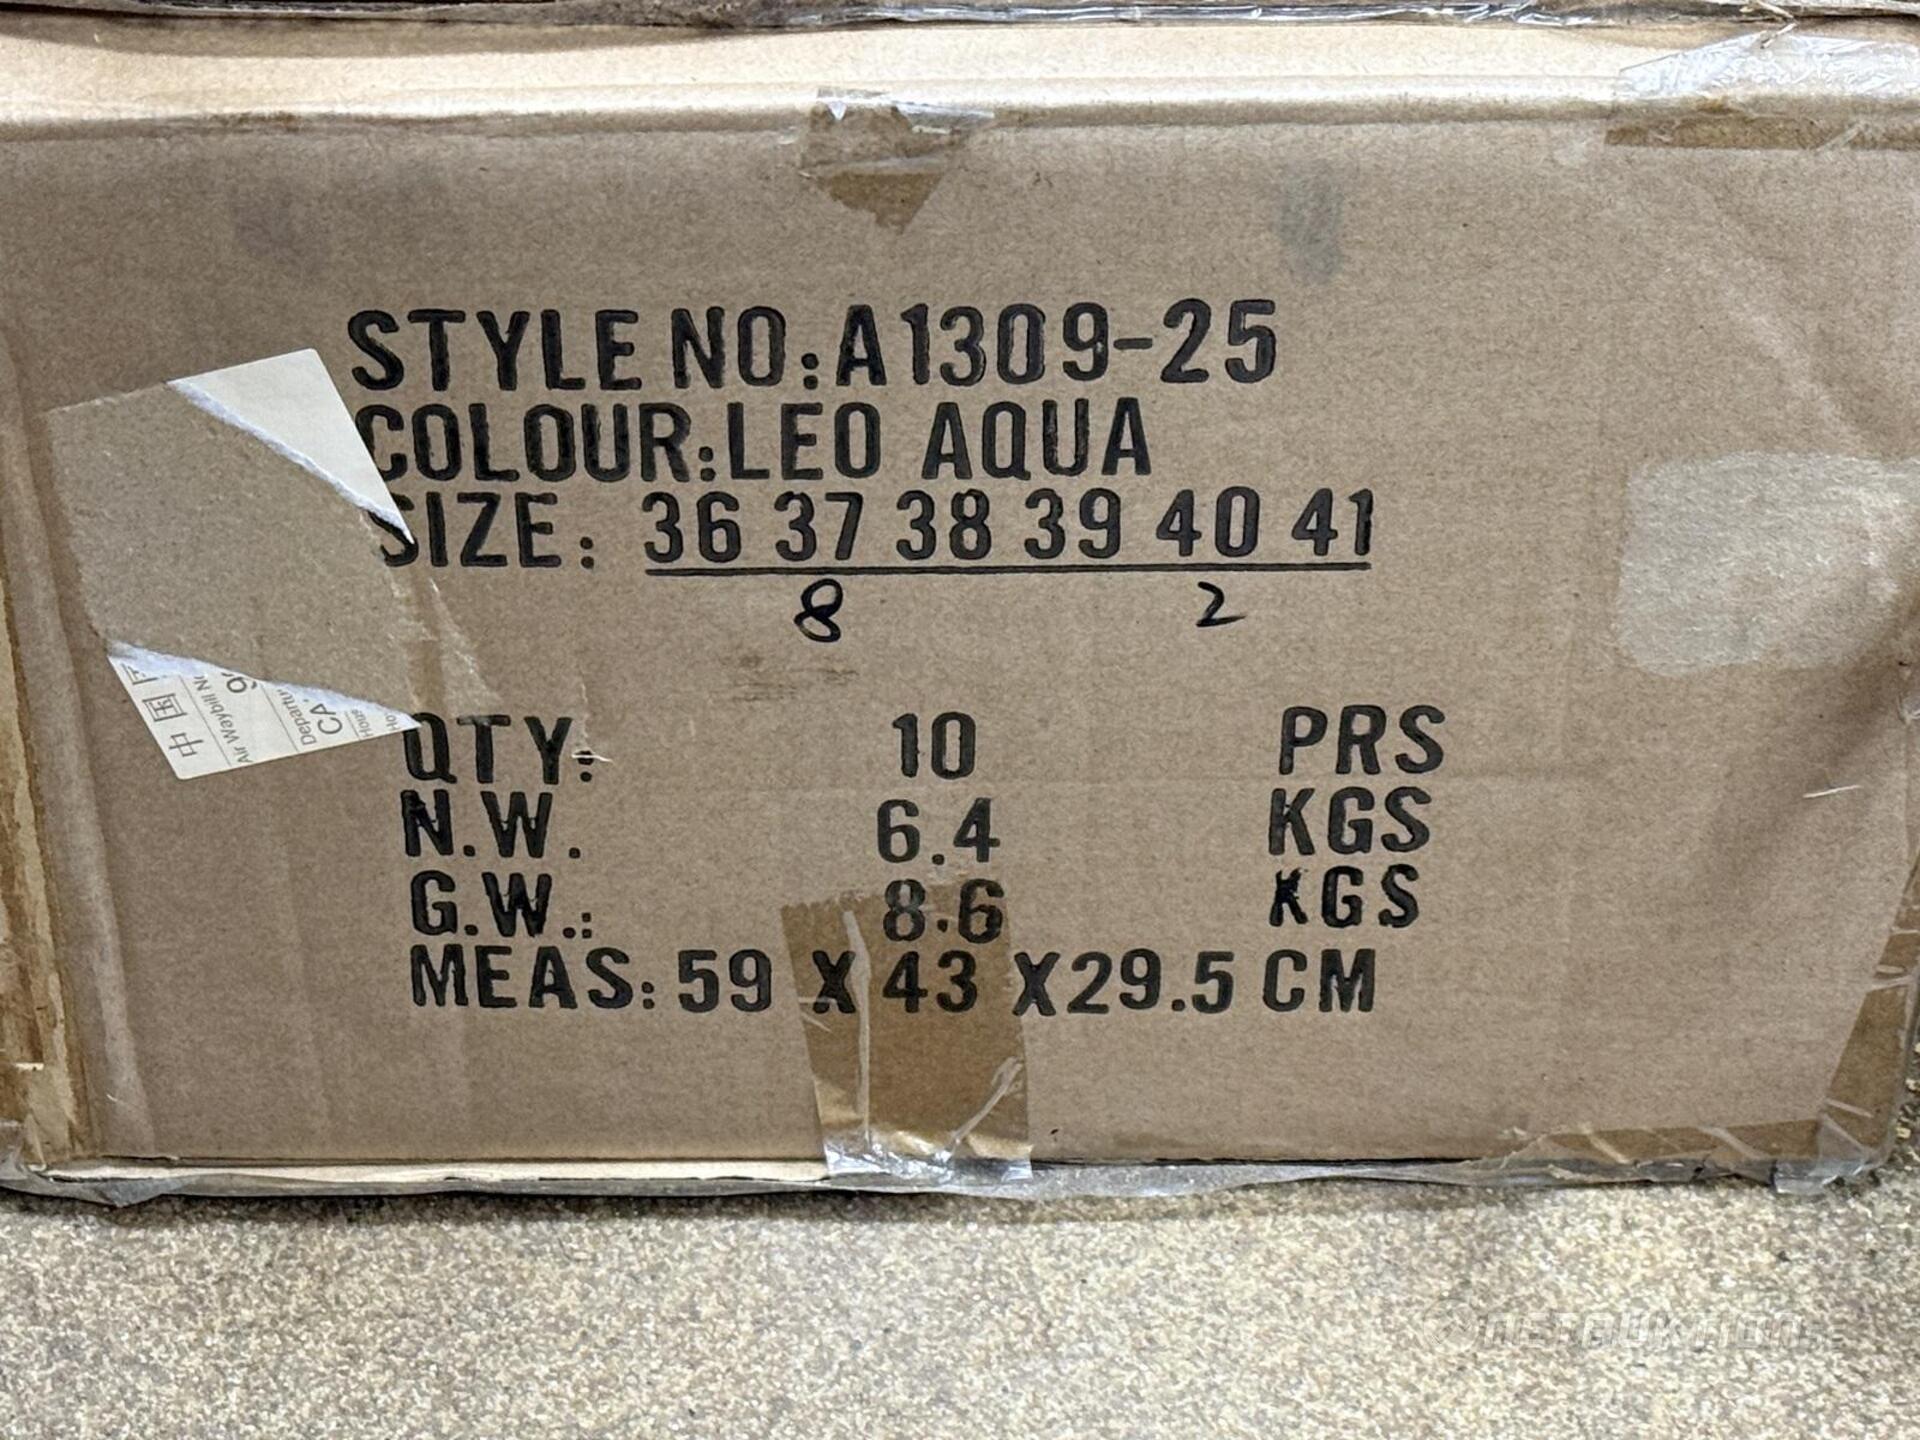 STYLE NO:A1309-25
COLOUR:LEO AQUA
SIZE: 36 37 38 39 40 41
8 2
QTY: 10 PRS
N.W. 6.4 KGS
G.W.: 8.6 KGS
MEAS:59 X 43 X29.5 CM
中国
Air Waybill
CA